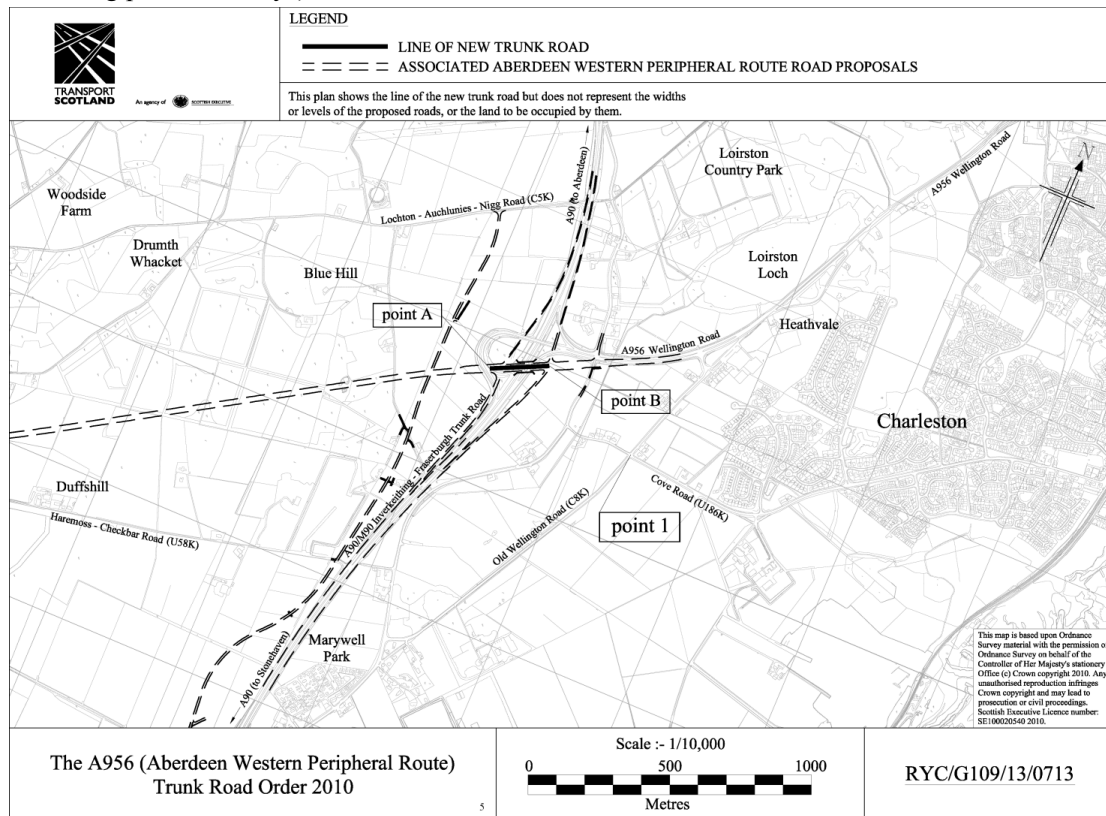 TRANSPORT
SCOTLAND
An agency of
SCOTTISH EXECUTIVE
LEGEND
LINE OF NEW TRUNK ROAD
ASSOCIATED ABERDEEN WESTERN PERIPHERAL ROUTE ROAD PROPOSALS
This plan shows the line of the new trunk road but does not represent the widths
or levels of the proposed roads, or the land to be occupied by them.
Woodside
Farm
Drumth
Whacket
Blue Hill
Lochton - Auchlunies - Nigg Road (C5K)
A90 (to Aberdeen)
Loirston
Country Park
A956 Wellington Road
N
Loirston
Loch
Heathvale
point A
A956 Wellington Road
point B
Charleston
A90/M90 Inverkeithing - Fraserburgh Trunk Road
Duffshill
Haremoss - Checkbar Road (U58K)
Old Wellington Road (C8K)
Cove Road (U186K)
point 1
Marywell
Park
A90 (to Stonehaven)
This map is based upon Ordnance
Survey material with the permission of
Ordnance Survey on behalf of the
Controller of Her Majesty's stationery
Office (c) Crown copyright 2010. Any
unauthorised reproduction infringes
Crown copyright and may lead to
prosecution or civil proceedings.
Scottish Executive Licence number:
SE100020540 2010.
The A956 (Aberdeen Western Peripheral Route)
Trunk Road Order 2010
5
Scale :- 1/10,000
0 500 1000
Metres
RYC/G109/13/0713